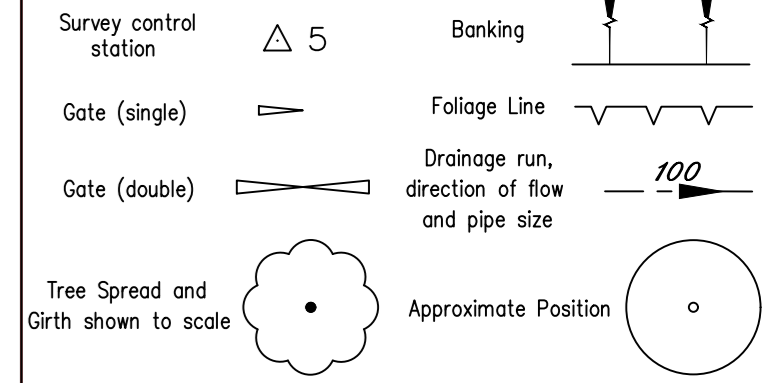 Survey control
station
5
Banking
Gate (single)
Foliage Line
Gate (double)
Drainage run,
direction of flow
and pipe size
100
Tree Spread and
Girth shown to scale
Approximate Position